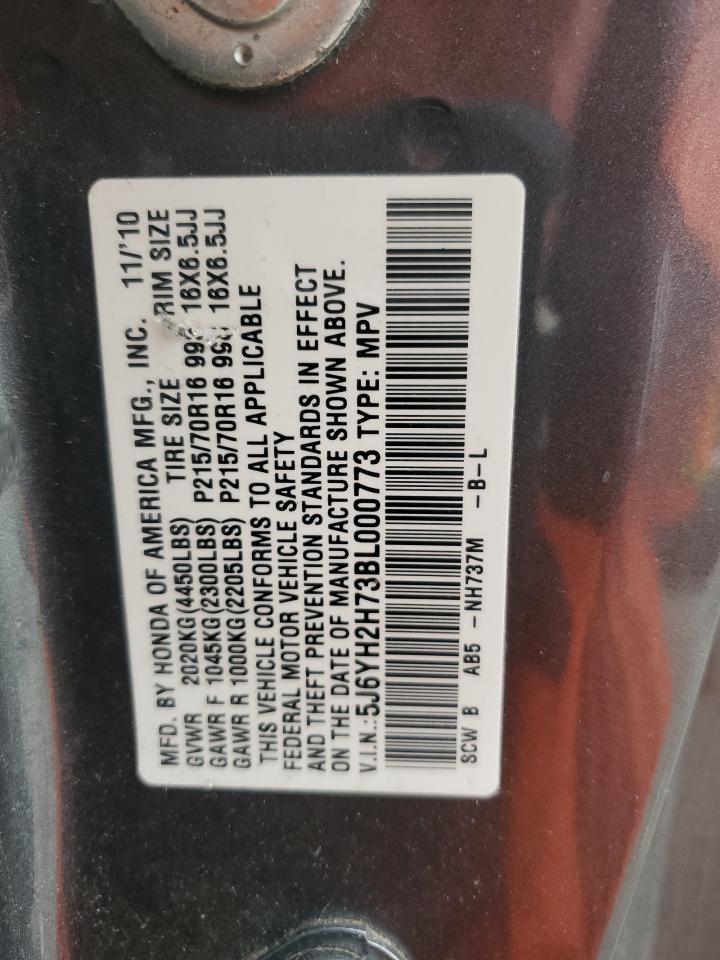 MFD. BY HONDA OF AMERICA MFG., INC. 11/'10
GVWR 2020KG(4450LBS) TIRE SIZE RIM SIZE
GAWR F 1045KG(2300LBS) P215/70R16 16X6.5JJ
GAWR R 1000KG(2205LBS) P215/70R16 16X6.5JJ
THIS VEHICLE CONFORMS TO ALL APPLICABLE
FEDERAL MOTOR VEHICLE SAFETY
AND THEFT PREVENTION STANDARDS IN EFFECT
ON THE DATE OF MANUFACTURE SHOWN ABOVE.
V.I.N.:5J6YH2H73BL000773 TYPE: MPV
SCW B AB5 -NH737M -B-L